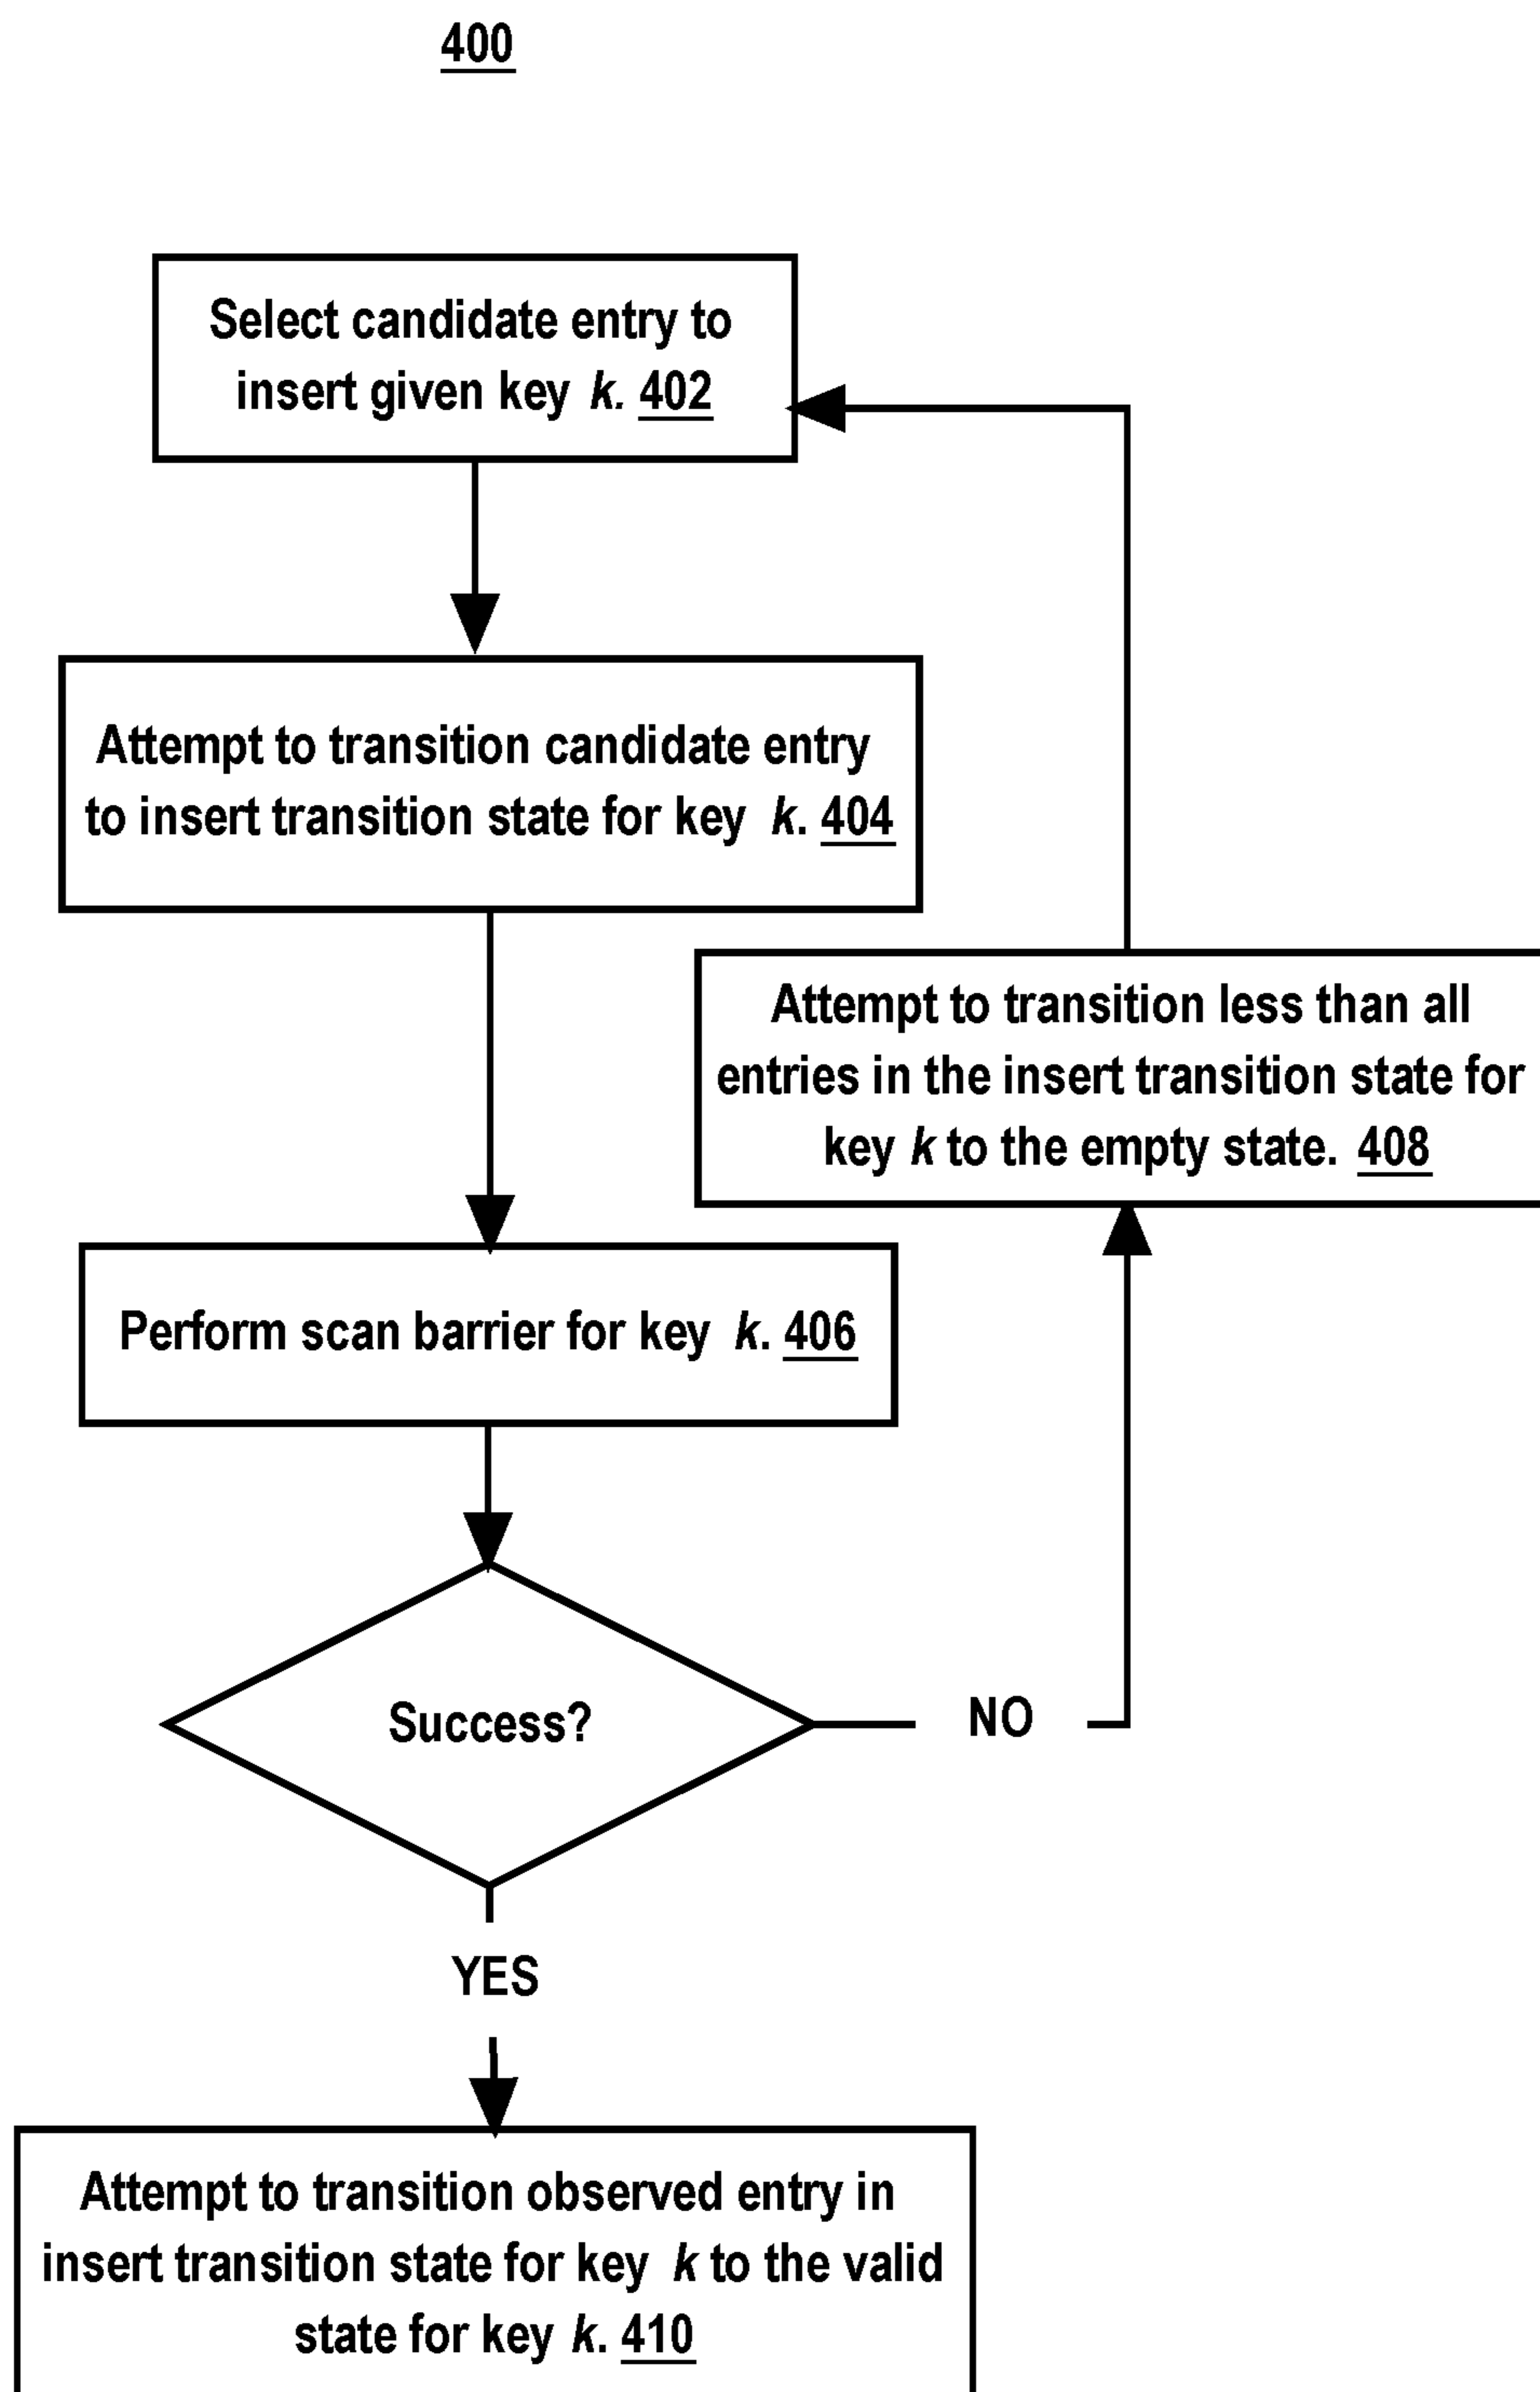 400
Select candidate entry to
insert given key k. 402
Attempt to transition candidate entry
to insert transition state for key k. 404
Attempt to transition less than all
entries in the insert transition state for
key k to the empty state. 408
Perform scan barrier for key k. 406
Success?
NO
YES
Attempt to transition observed entry in
insert transition state for key k to the valid
state for key k. 410